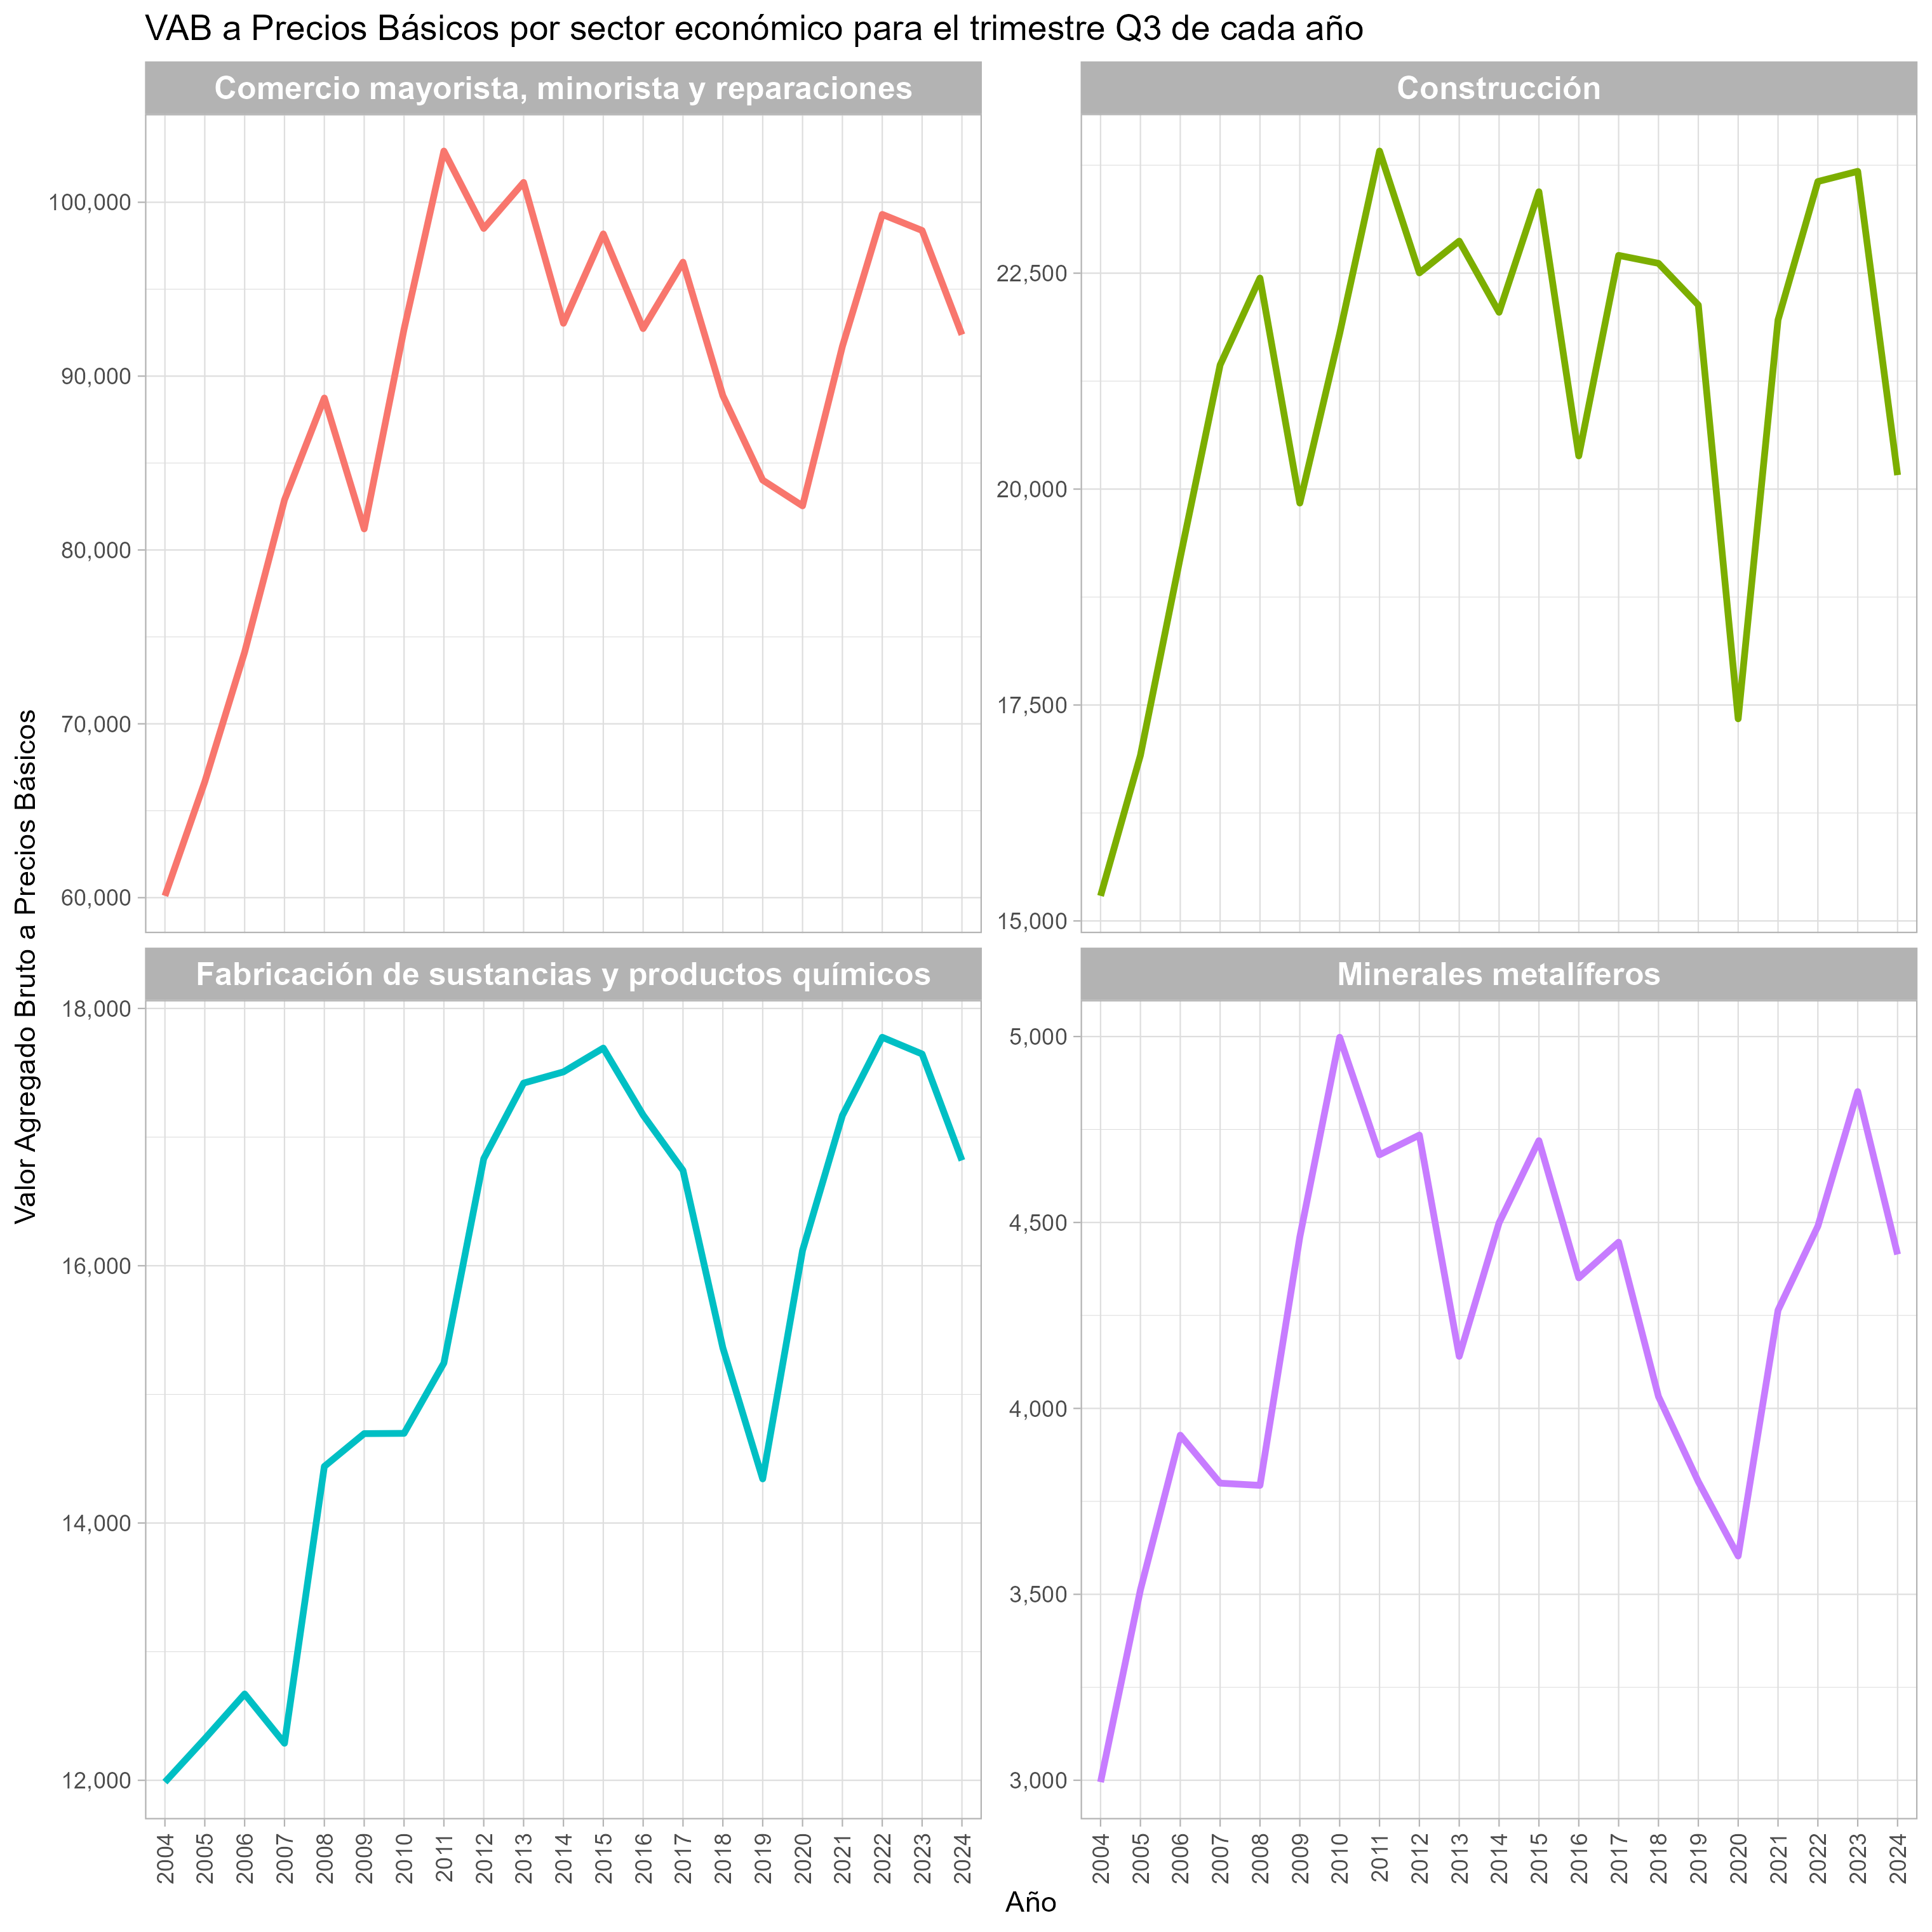 VAB a Precios Básicos por sector económico para el trimestre Q3 de cada año
Comercio mayorista, minorista y reparaciones
Construcción
100,000
90,000
80,000
70,000
60,000
22,500
20,000
17,500
15,000
Fabricación de sustancias y productos químicos
Minerales metalíferos
18,000
16,000
14,000
12,000
5,000
4,500
4,000
3,500
3,000
2004 2005 2006 2007 2008 2009 2010 2011 2012 2013 2014 2015 2016 2017 2018 2019 2020 2021 2022 2023 2024
2004 2005 2006 2007 2008 2009 2010 2011 2012 2013 2014 2015 2016 2017 2018 2019 2020 2021 2022 2023 2024
Año
Valor Agregado Bruto a Precios Básicos